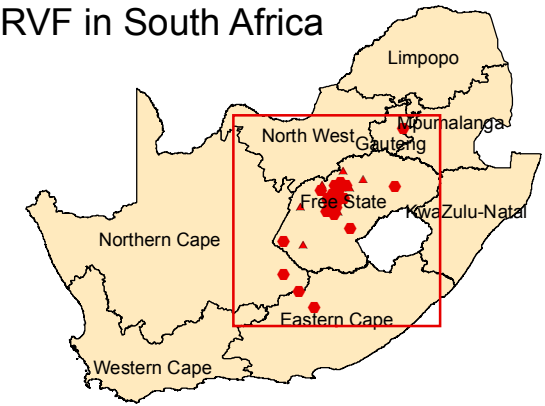 RVF in South Africa
Limpopo
Mpumalanga
North West
Gauteng
Free State
KwaZulu-Natal
Northern Cape
Eastern Cape
Western Cape